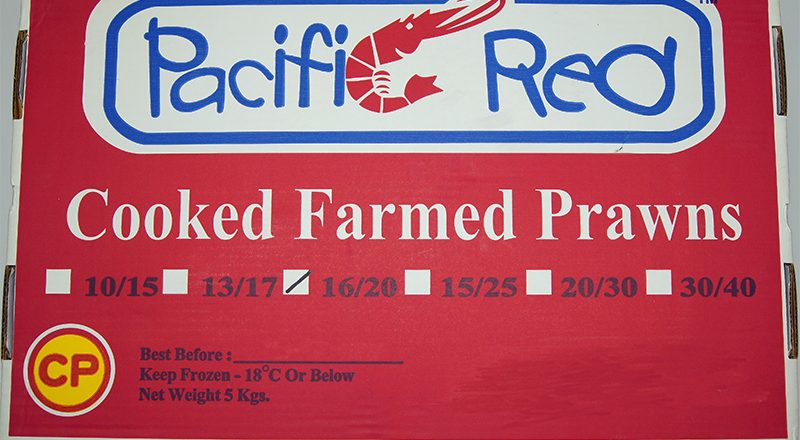 Pacific Red
Cooked Farmed Prawns
10/15 13/17 16/20 15/25 20/30 30/40
CP
Best Before :
Keep Frozen - 18°C Or Below
Net Weight 5 Kgs.